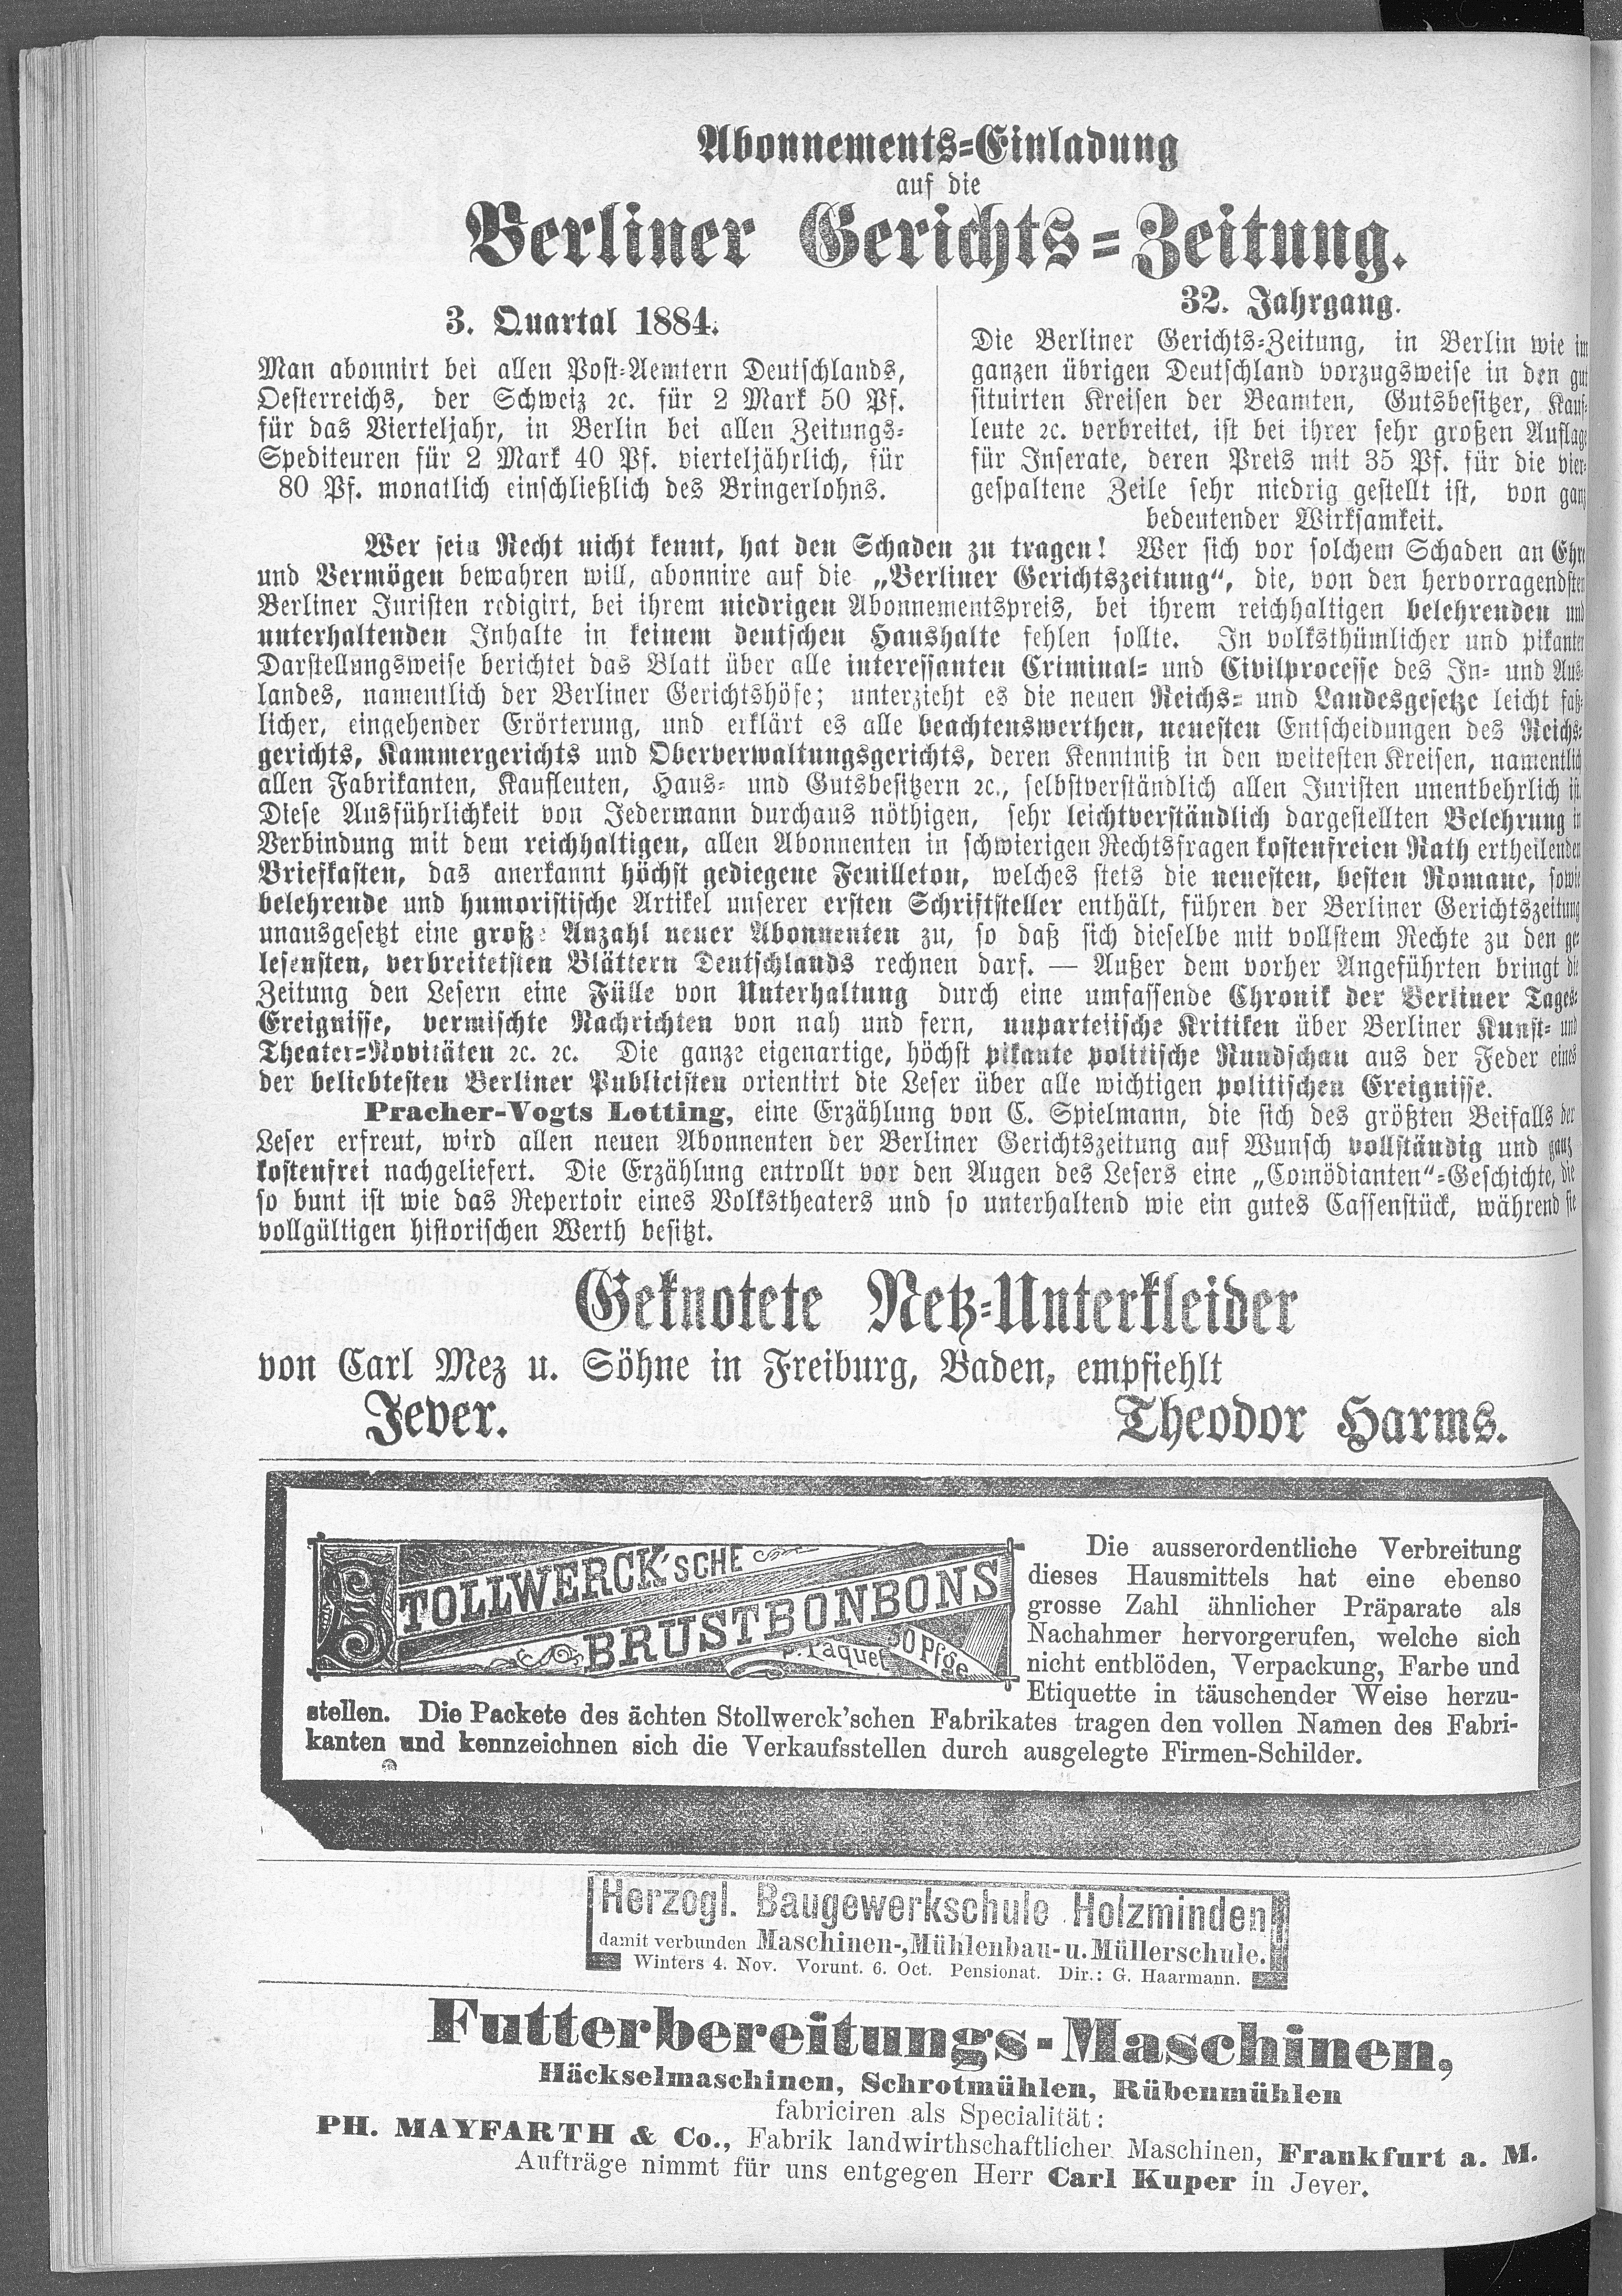 Abonnements-Einladung
auf die
Berliner Gerichts-Zeitung.
3. Quartal 1884.
Man abonnirt bei allen Post-Aemtern Deutschlands,
Oesterreichs, der Schweiz ꝛc. für 2 Mark 50 Pf.
für das Vierteljahr, in Berlin bei allen Zeitungs-
Spediteuren für 2 Mark 40 Pf. vierteljährlich, für
80 Pf. monatlich einschließlich des Bringerlohns.
32. Jahrgang.
Die Berliner Gerichts-Zeitung, in Berlin wie im
ganzen übrigen Deutschland vorzugsweise in den gut
situirten Kreisen der Beamten, Gutsbesitzer, Kauf-
leute ꝛc. verbreitet, ist bei ihrer sehr großen Auflage
für Inserate, deren Preis mit 35 Pf. für die vier-
gespaltene Zeile sehr niedrig gestellt ist, von ganz
bedeutender Wirksamkeit.
Wer sein Recht nicht kennt, hat den Schaden zu tragen! Wer sich vor solchem Schaden an Ehre
und Vermögen bewahren will, abonnire auf die „Berliner Gerichtszeitung“, die, von den hervorragendsten
Berliner Juristen redigirt, bei ihrem niedrigen Abonnementspreis, bei ihrem reichhaltigen belehrenden und
unterhaltenden Inhalte in keinem deutschen Haushalte fehlen sollte. In volksthümlicher und pikanter
Darstellungsweise berichtet das Blatt über alle interessanten Criminal- und Civilprocesse des In- und Aus-
landes, namentlich der Berliner Gerichtshöfe; unterzieht es die neuen Reichs- und Landesgesetze leicht faß-
licher, eingehender Erörterung, und erklärt es alle beachtenswerthen, neuesten Entscheidungen des Reichs-
gerichts, Kammergerichts und Oberverwaltungsgerichts, deren Kenntniß in den weitesten Kreisen, namentlich
allen Fabrikanten, Kaufleuten, Haus- und Gutsbesitzern ꝛc., selbstverständlich allen Juristen unentbehrlich ist.
Diese Ausführlichkeit von Jedermann durchaus nöthigen, sehr leichtverständlich dargestellten Belehrung in
Verbindung mit dem reichhaltigen, allen Abonnenten in schwierigen Rechtsfragen kostenfreien Rath ertheilenden
Briefkasten, das anerkannt höchst gediegene Feuilleton, welches stets die neuesten, besten Romane, sowie
belehrende und humoristische Artikel unserer ersten Schriftsteller enthält, führen der Berliner Gerichtszeitung
unausgesetzt eine große Anzahl neuer Abonnenten zu, so daß sich dieselbe mit vollstem Rechte zu den ge-
lesensten, verbreitetsten Blättern Deutschlands rechnen darf. — Außer dem vorher Angeführten bringt die
Zeitung den Lesern eine Fülle von Unterhaltung durch eine umfassende Chronik der Berliner Tages-
Ereignisse, vermischte Nachrichten von nah und fern, unparteiische Kritiken über Berliner Kunst- und
Theater-Novitäten ꝛc. ꝛc. Die ganze eigenartige, höchst pikante politische Rundschau aus der Feder eines
der beliebtesten Berliner Publicisten orientirt die Leser über alle wichtigen politischen Ereignisse.
Pracher-Vogts Lotting, eine Erzählung von C. Spielmann, die sich des größten Beifalls der
Leser erfreut, wird allen neuen Abonnenten der Berliner Gerichtszeitung auf Wunsch vollständig und ganz
kostenfrei nachgeliefert. Die Erzählung entrollt vor den Augen des Lesers eine „Comödianten“-Geschichte, die
so bunt ist wie das Repertoir eines Volkstheaters und so unterhaltend wie ein gutes Cassenstück, während sie
vollgültigen historischen Werth besitzt.
Geknotete Netz-Unterkleider
von Carl Mez u. Söhne in Freiburg, Baden, empfiehlt
Jever. Theodor Harms.
STOLLWERCK'SCHE
BRUSTBONBONS
p. Paquet 50 Pfge
Die ausserordentliche Verbreitung
dieses Hausmittels hat eine ebenso
grosse Zahl ähnlicher Präparate als
Nachahmer hervorgerufen, welche sich
nicht entblöden, Verpackung, Farbe und
Etiquette in täuschender Weise herzu-
stellen. Die Packete des ächten Stollwerck'schen Fabrikates tragen den vollen Namen des Fabri-
kanten und kennzeichnen sich die Verkaufsstellen durch ausgelegte Firmen-Schilder.
Herzogl. Baugewerkschule Holzminden
damit verbunden Maschinen-, Mühlenbau- u. Müllerschule.
Winters 4. Nov. Vorunt. 6. Oct. Pensionat. Dir.: G. Haarmann.
Futterbereitungs-Maschinen,
Häckselmaschinen, Schrotmühlen, Rübenmühlen
fabriciren als Specialität:
PH. MAYFARTH & Co., Fabrik landwirthschaftlicher Maschinen, Frankfurt a. M.
Aufträge nimmt für uns entgegen Herr Carl Kuper in Jever.